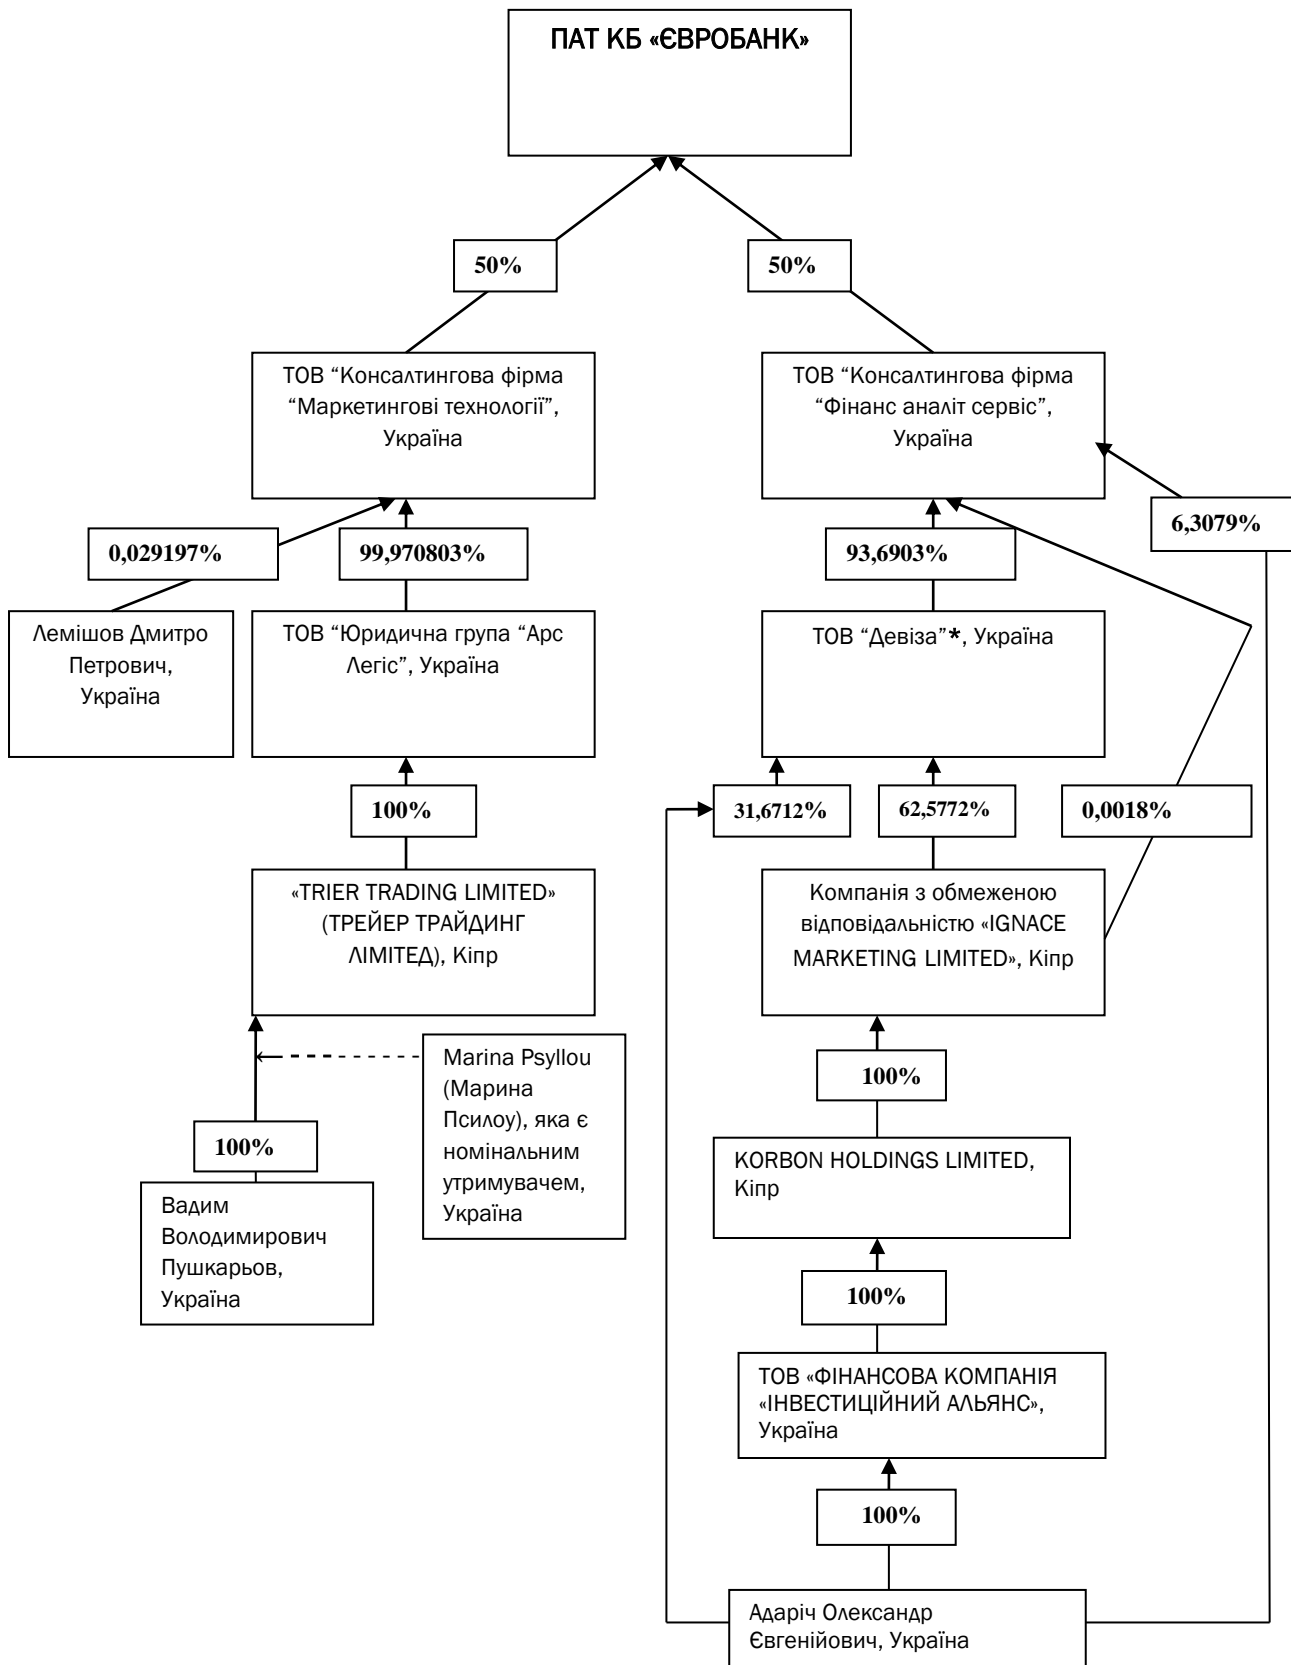 ПАТ КБ «ЄВРОБАНК»
50%
50%
ТОВ “Консалтингова фірма
“Маркетингові технології”,
Україна
ТОВ “Консалтингова фірма
“Фінанс аналіт сервіс”,
Україна
0,029197%
99,970803%
93,6903%
6,3079%
Лемішов Дмитро
Петрович,
Україна
ТОВ “Юридична група “Арс
Легіс”, Україна
ТОВ “Девіза”*, Україна
100%
31,6712%
62,5772%
0,0018%
«TRIER TRADING LIMITED»
(ТРЕЙЕР ТРАЙДИНГ
ЛІМІТЕД), Кіпр
Компанія з обмеженою
відповідальністю «IGNACE
MARKETING LIMITED», Кіпр
Marina Psyllou
(Марина
Псилоу), яка є
номінальним
утримувачем,
Україна
100%
100%
Вадим
Володимирович
Пушкарьов,
Україна
KORBON HOLDINGS LIMITED,
Кіпр
100%
ТОВ «ФІНАНСОВА КОМПАНІЯ
«ІНВЕСТИЦІЙНИЙ АЛЬЯНС»,
Україна
100%
Адаріч Олександр
Євгенійович, Україна